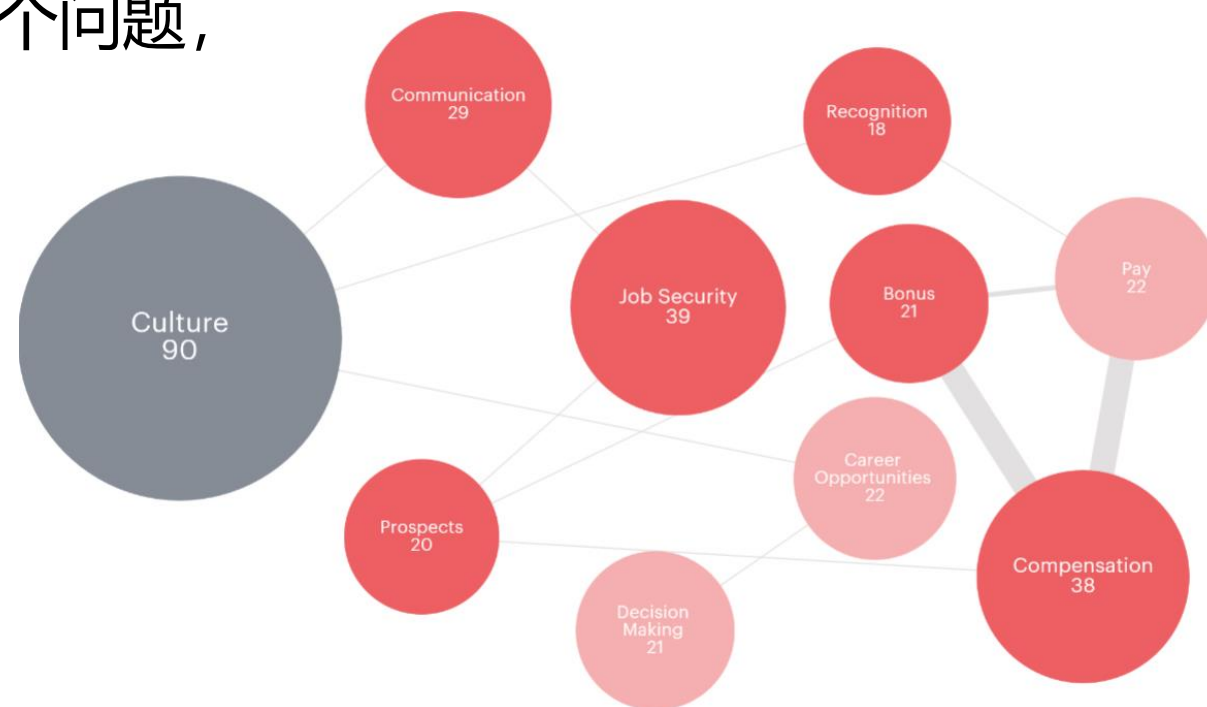 个问题，
Communication
29
Recognition
18
Culture
90
Job Security
39
Bonus
21
Pay
22
Career
Opportunities
22
Prospects
20
Decision
Making
21
Compensation
38